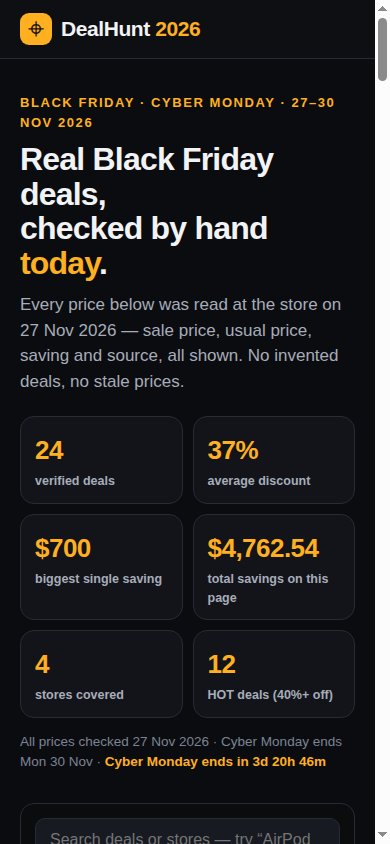 DealHunt 2026
BLACK FRIDAY · CYBER MONDAY · 27–30
NOV 2026
Real Black Friday
deals,
checked by hand
today.
Every price below was read at the store on
27 Nov 2026 — sale price, usual price,
saving and source, all shown. No invented
deals, no stale prices.
24
verified deals
37%
average discount
$700
biggest single saving
$4,762.54
total savings on this
page
4
stores covered
12
HOT deals (40%+ off)
All prices checked 27 Nov 2026 · Cyber Monday ends
Mon 30 Nov · Cyber Monday ends in 3d 20h 46m
Search deals or stores — try “AirPod